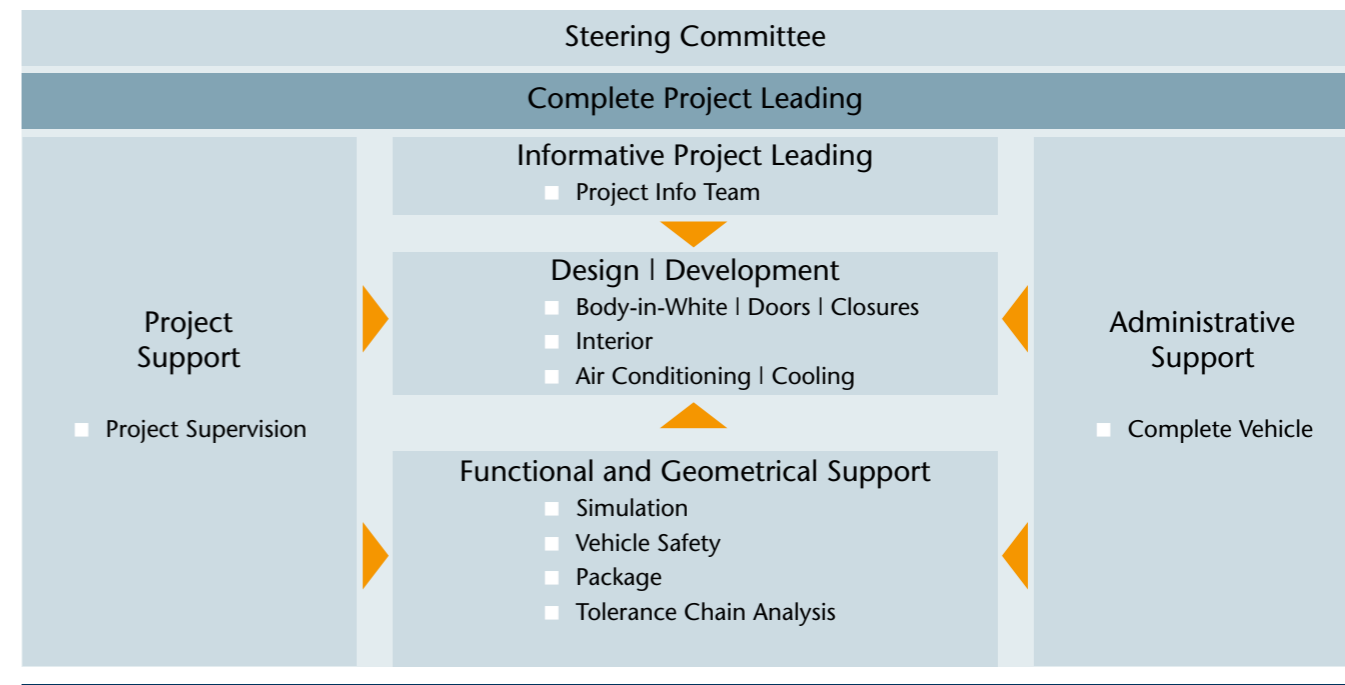 Steering Committee
Complete Project Leading
Informative Project Leading
Project Info Team
Design | Development
Body-in-White | Doors | Closures
Interior
Air Conditioning | Cooling
Project
Support
Project Supervision
Administrative
Support
Complete Vehicle
Functional and Geometrical Support
Simulation
Vehicle Safety
Package
Tolerance Chain Analysis